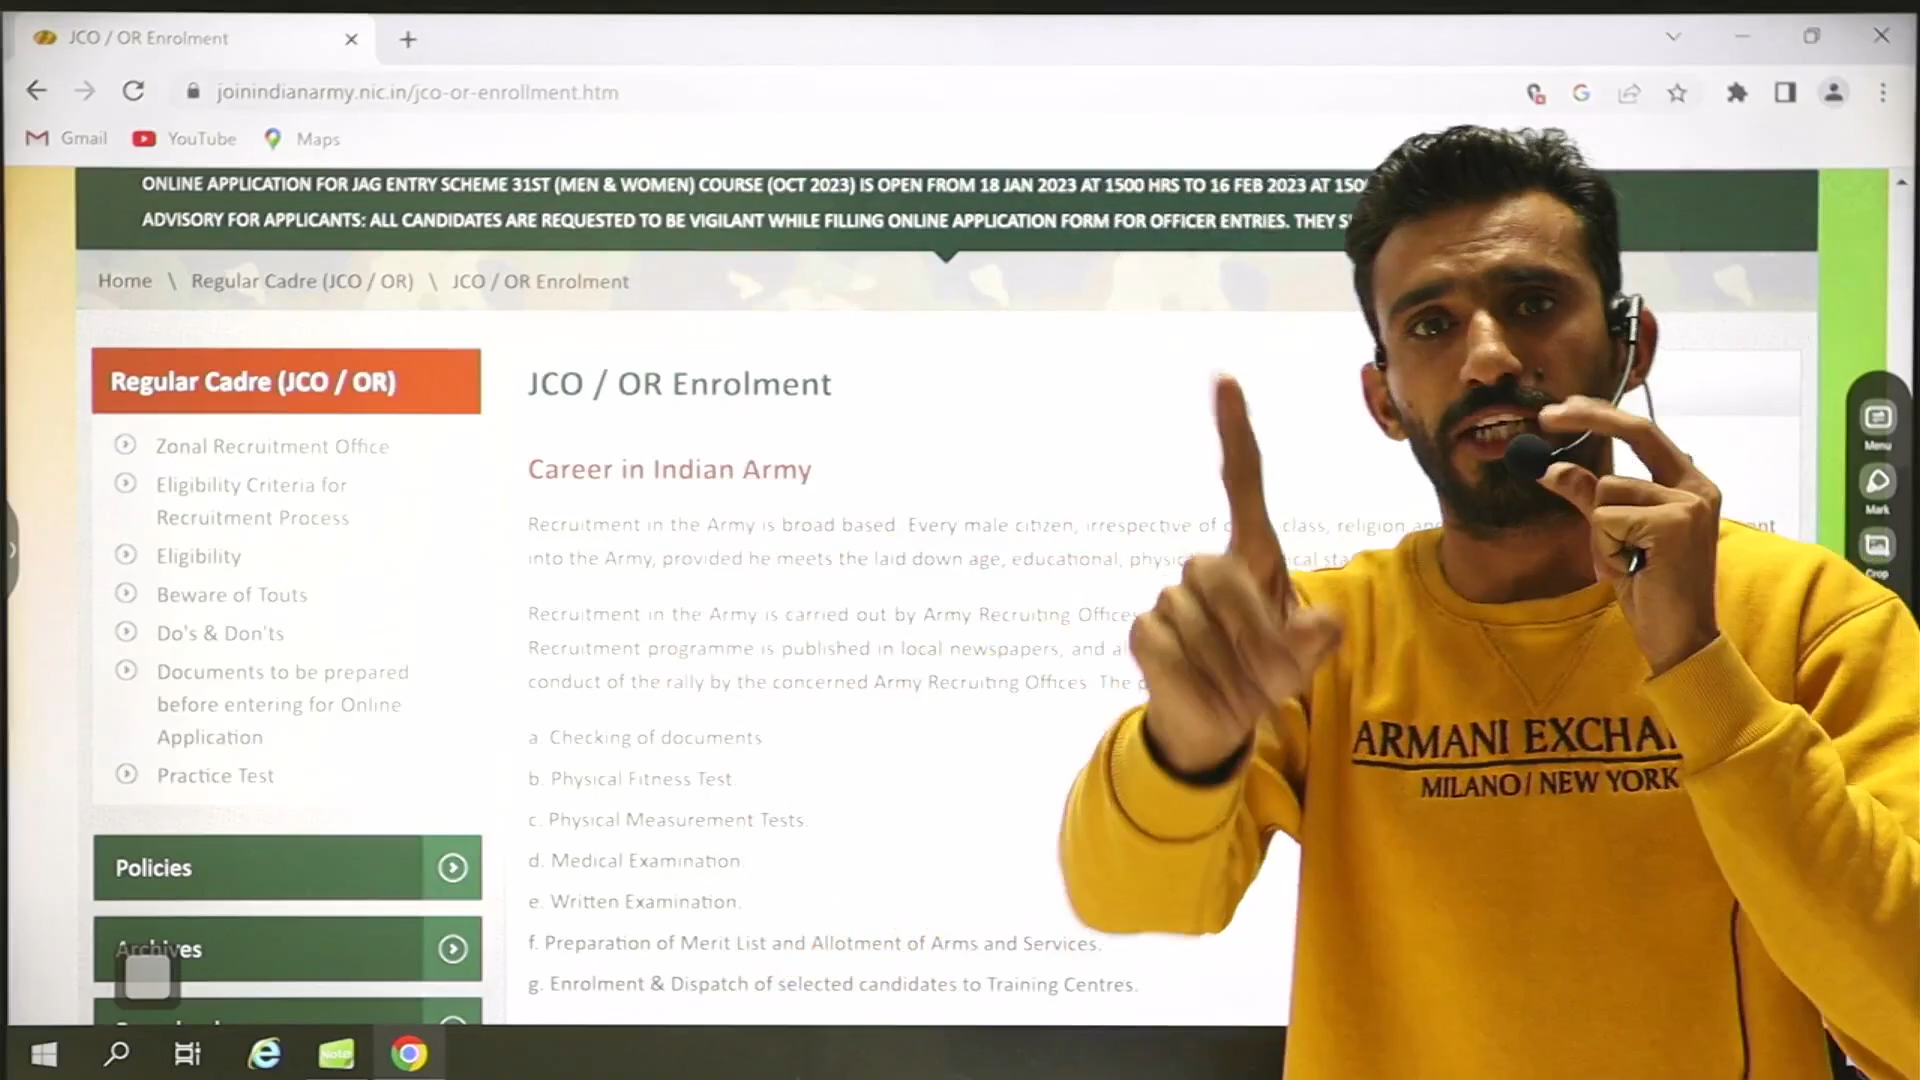 JCO / OR Enrolment
joinindianarmy.nic.in/jco-or-enrollment.htm
Gmail YouTube Maps
ONLINE APPLICATION FOR JAG ENTRY SCHEME 31ST (MEN & WOMEN) COURSE (OCT 2023) IS OPEN FROM 18 JAN 2023 AT 1500 HRS TO 16 FEB 2023 AT 150
ADVISORY FOR APPLICANTS: ALL CANDIDATES ARE REQUESTED TO BE VIGILANT WHILE FILLING ONLINE APPLICATION FORM FOR OFFICER ENTRIES. THEY S
Home \ Regular Cadre (JCO / OR) \ JCO / OR Enrolment
Regular Cadre (JCO / OR)
Zonal Recruitment Office
Eligibility Criteria for
Recruitment Process
Eligibility
Beware of Touts
Do's & Don'ts
Documents to be prepared
before entering for Online
Application
Practice Test
Policies
Archives
JCO / OR Enrolment
Career in Indian Army
Recruitment in the Army is broad based. Every male citizen, irrespective of class, religion
into the Army, provided he meets the laid down age, educational, physic
Recruitment in the Army is carried out by Army Recruiting Offices
Recruitment programme is published in local newspapers, and al
conduct of the rally by the concerned Army Recruiting Offices. The
a. Checking of documents
b. Physical Fitness Test.
c. Physical Measurement Tests.
d. Medical Examination
e. Written Examination.
f. Preparation of Merit List and Allotment of Arms and Services.
g. Enrolment & Dispatch of selected candidates to Training Centres.
Menu
Mark
Crop
ARMANI EXCHA
MILANO / NEW YORK
Note